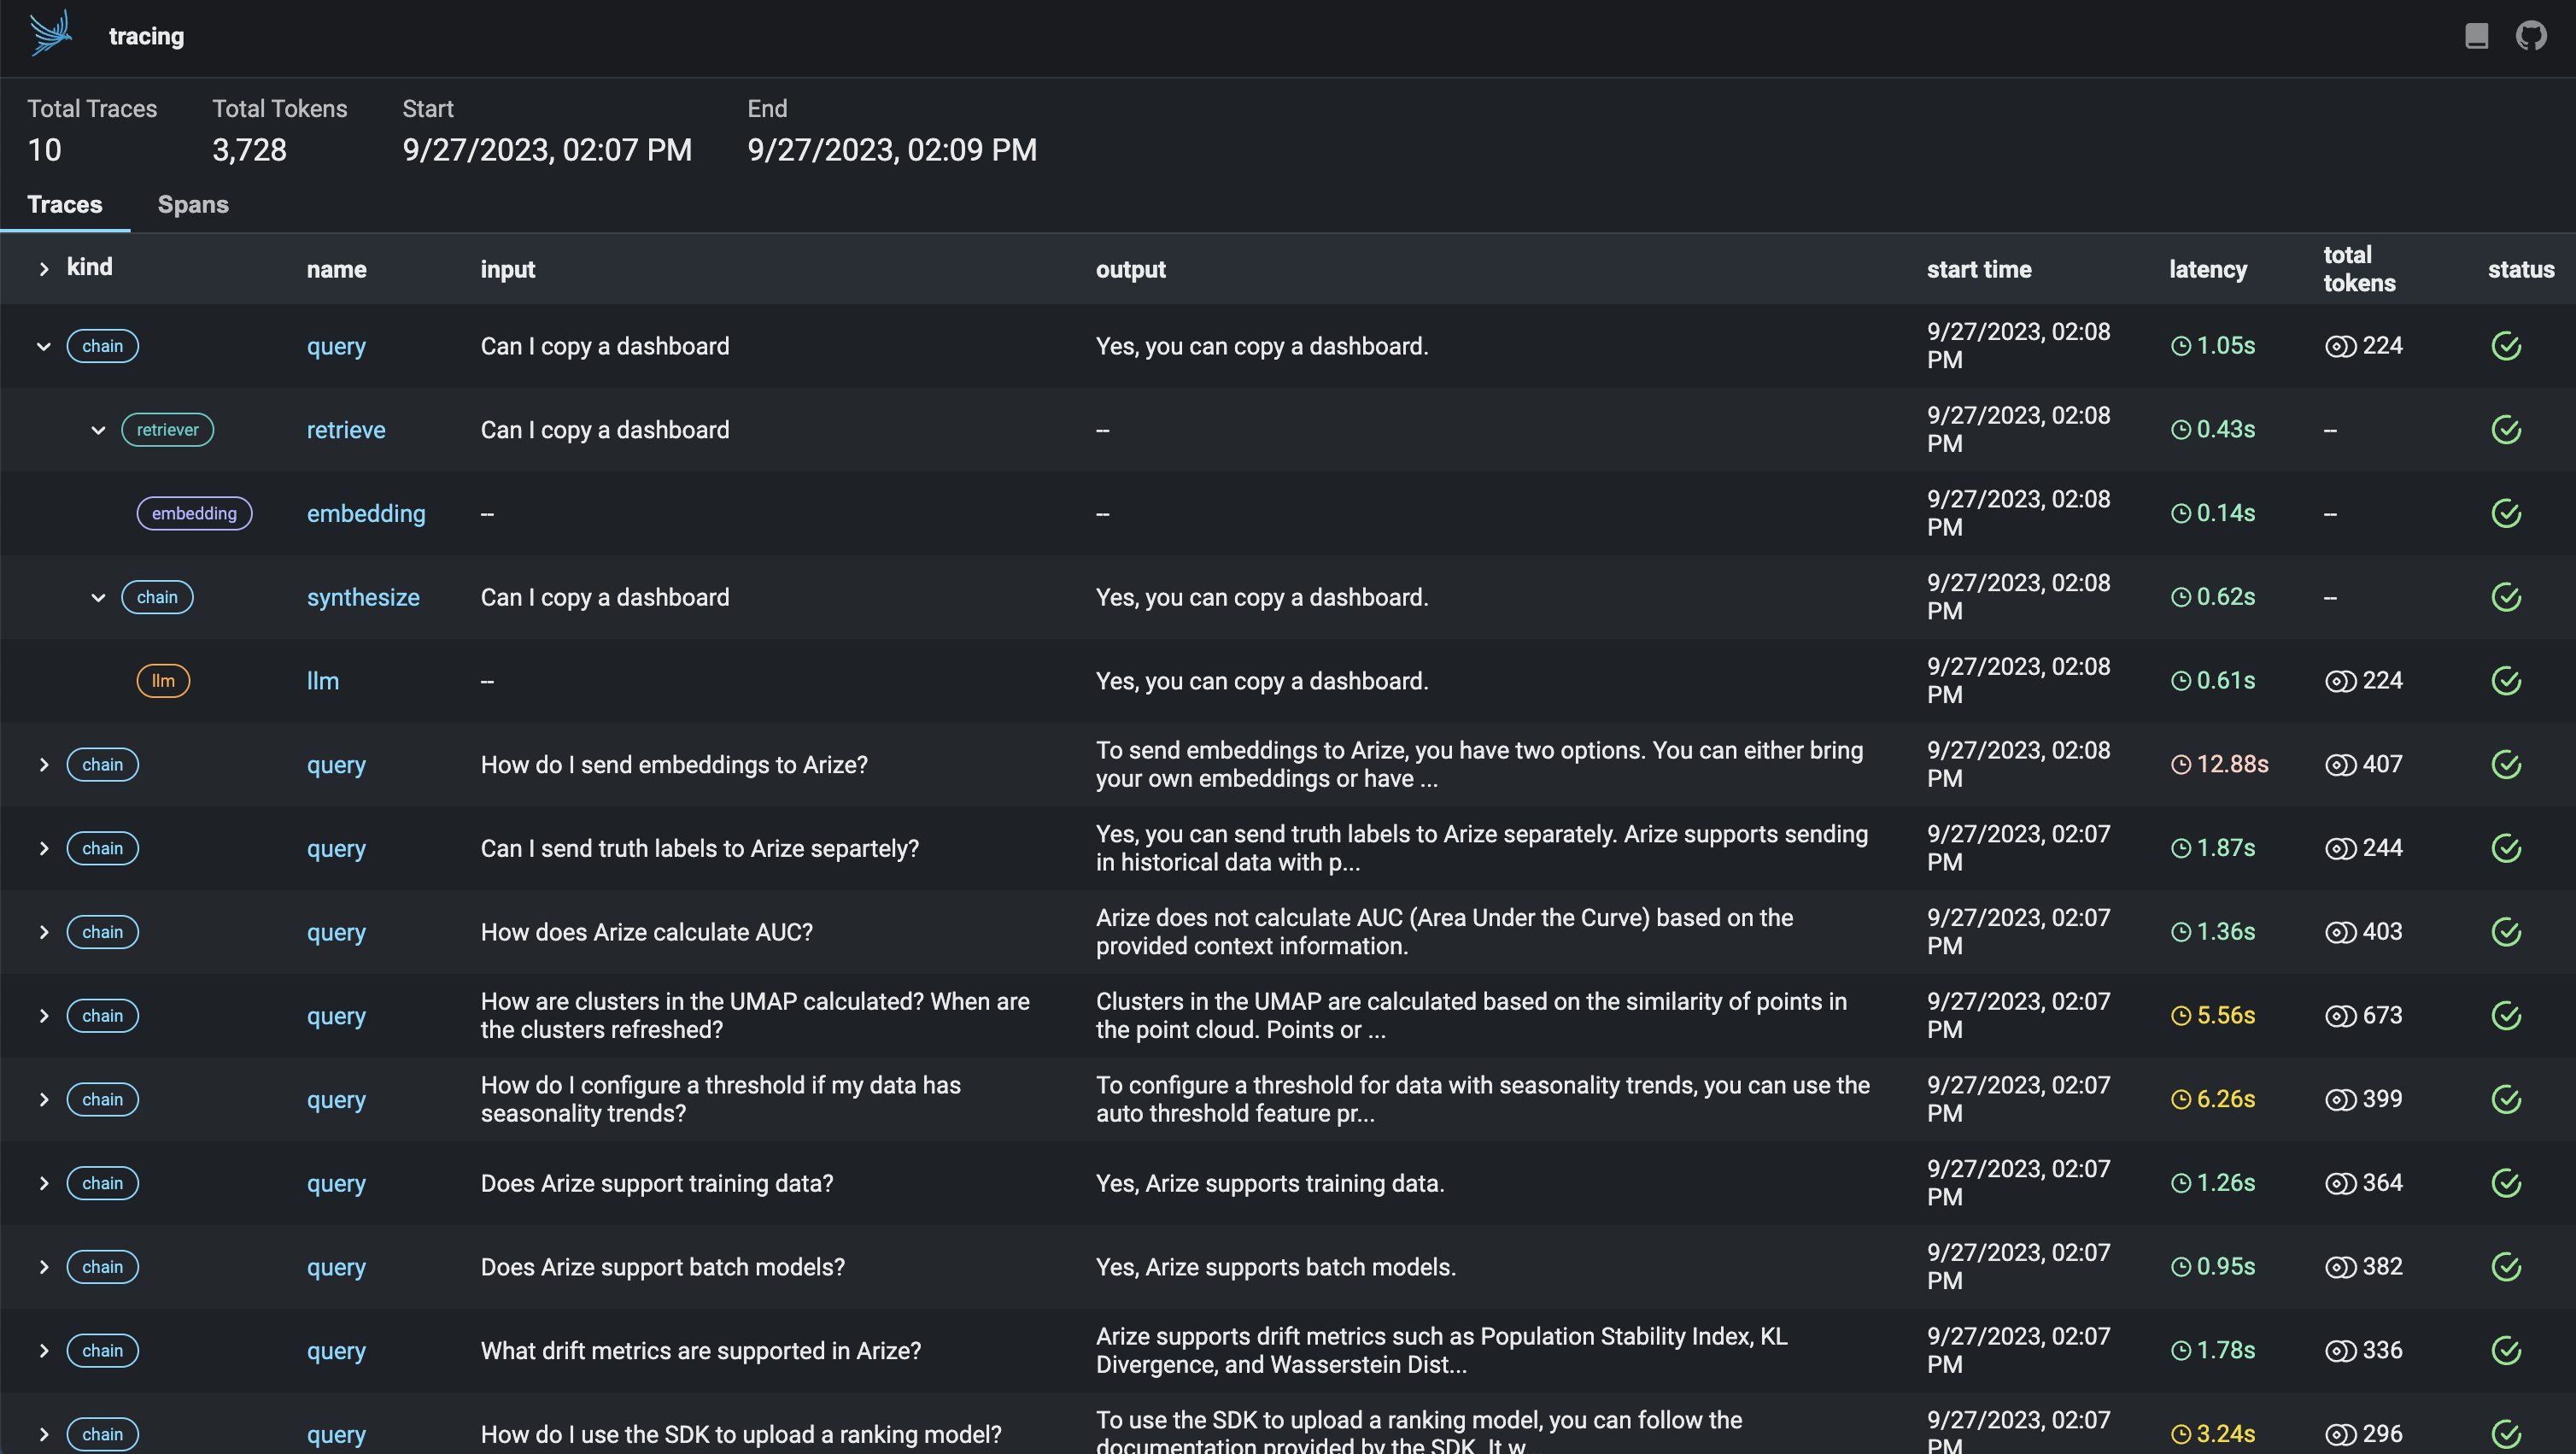 tracing
Total Traces
Total Tokens
Start
End
10
3,728
9/27/2023, 02:07 PM
9/27/2023, 02:09 PM
Traces
Spans
kind
name
input
output
start time
latency
total
tokens
status
chain
query
Can I copy a dashboard
Yes, you can copy a dashboard.
9/27/2023, 02:08
PM
1.05s
224
retriever
retrieve
Can I copy a dashboard
--
9/27/2023, 02:08
PM
0.43s
--
embedding
embedding
--
--
9/27/2023, 02:08
PM
0.14s
--
chain
synthesize
Can I copy a dashboard
Yes, you can copy a dashboard.
9/27/2023, 02:08
PM
0.62s
--
llm
llm
--
Yes, you can copy a dashboard.
9/27/2023, 02:08
PM
0.61s
224
chain
query
How do I send embeddings to Arize?
To send embeddings to Arize, you have two options. You can either bring
your own embeddings or have ...
9/27/2023, 02:08
PM
12.88s
407
chain
query
Can I send truth labels to Arize separtely?
Yes, you can send truth labels to Arize separately. Arize supports sending
in historical data with p...
9/27/2023, 02:07
PM
1.87s
244
chain
query
How does Arize calculate AUC?
Arize does not calculate AUC (Area Under the Curve) based on the
provided context information.
9/27/2023, 02:07
PM
1.36s
403
chain
query
How are clusters in the UMAP calculated? When are
the clusters refreshed?
Clusters in the UMAP are calculated based on the similarity of points in
the point cloud. Points or ...
9/27/2023, 02:07
PM
5.56s
673
chain
query
How do I configure a threshold if my data has
seasonality trends?
To configure a threshold for data with seasonality trends, you can use the
auto threshold feature pr...
9/27/2023, 02:07
PM
6.26s
399
chain
query
Does Arize support training data?
Yes, Arize supports training data.
9/27/2023, 02:07
PM
1.26s
364
chain
query
Does Arize support batch models?
Yes, Arize supports batch models.
9/27/2023, 02:07
PM
0.95s
382
chain
query
What drift metrics are supported in Arize?
Arize supports drift metrics such as Population Stability Index, KL
Divergence, and Wasserstein Dist...
9/27/2023, 02:07
PM
1.78s
336
chain
query
How do I use the SDK to upload a ranking model?
To use the SDK to upload a ranking model, you can follow the
documentation provided by the SDK. It w...
9/27/2023, 02:07
PM
3.24s
296